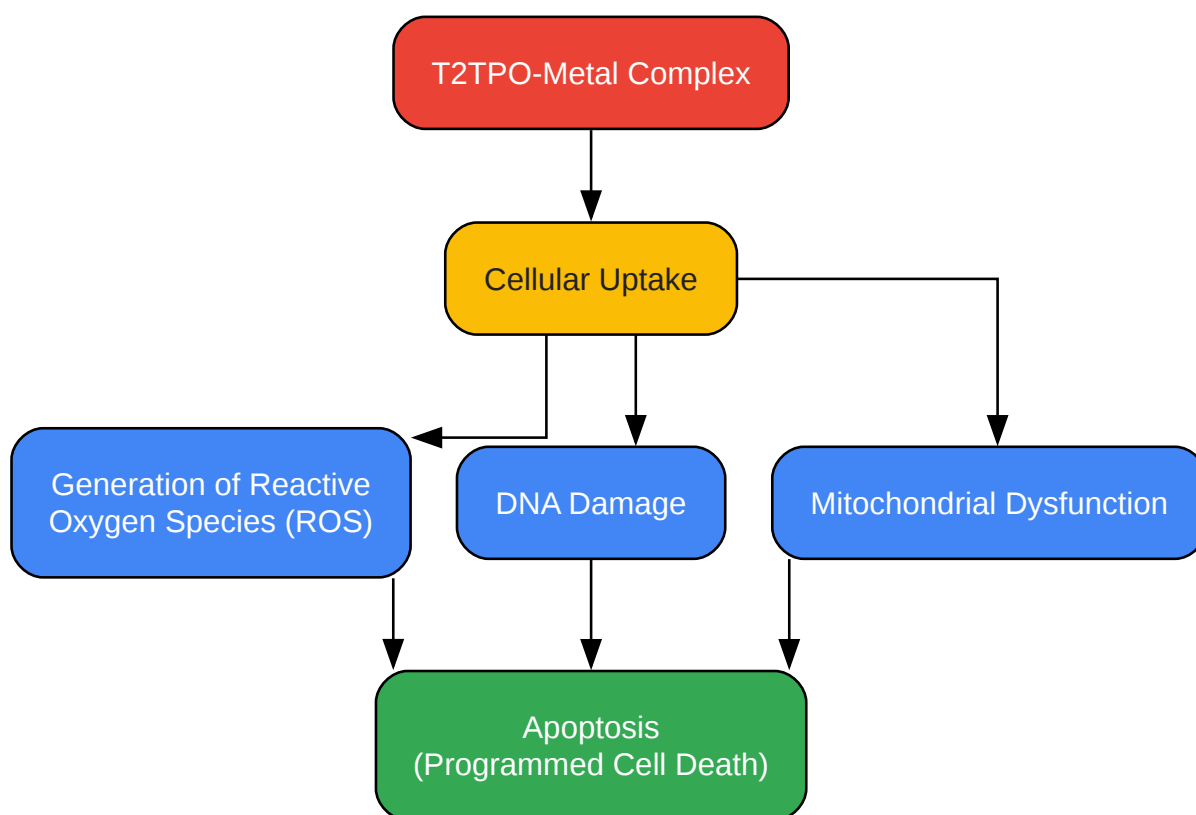 T2TPO-Metal Complex
Cellular Uptake
Generation of Reactive
Oxygen Species (ROS)
DNA Damage
Mitochondrial Dysfunction
Apoptosis
(Programmed Cell Death)